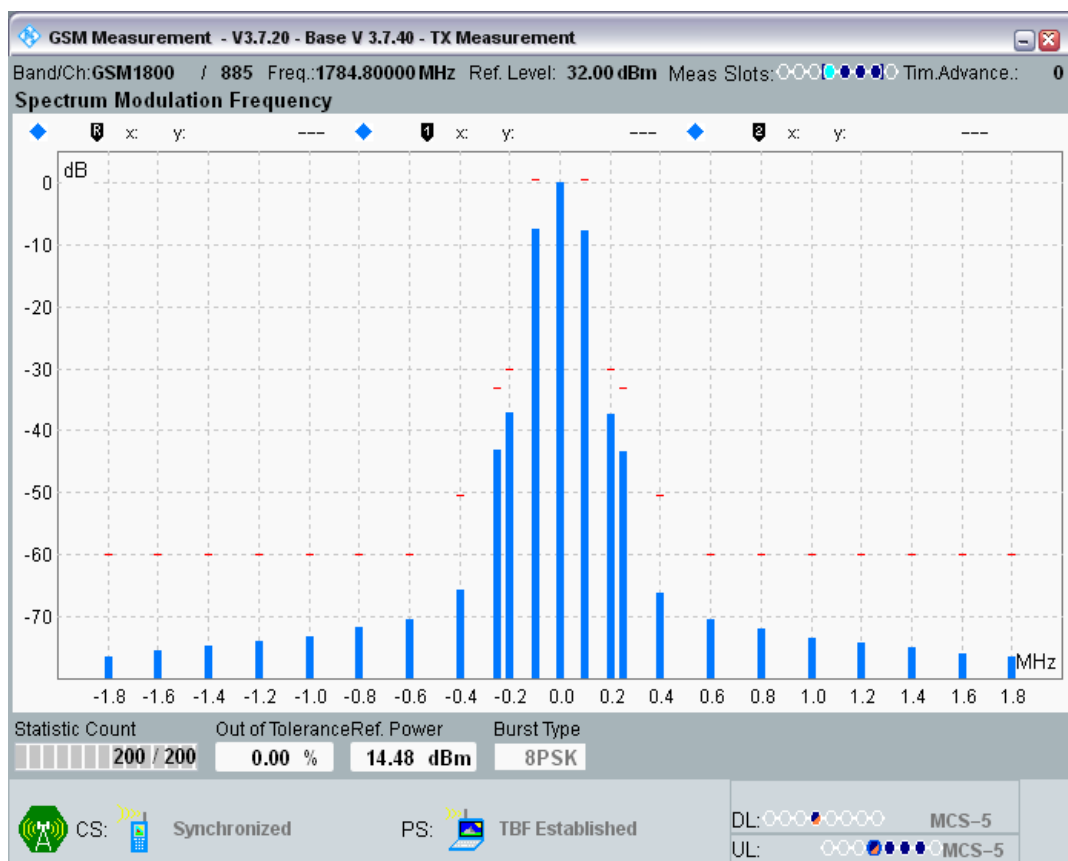 GSM Measurement - V3.7.20 - Base V 3.7.40 - TX Measurement
Band/Ch:GSM1800 / 885 Freq.:1784.80000 MHz Ref. Level: 32.00 dBm Meas Slots: Tim.Advance.: 0
Spectrum Modulation Frequency
R x: y: --- 1 x: y: --- 2 x: y: ---
dB
0
-10
-20
-30
-40
-50
-60
-70
MHz
-1.8 -1.6 -1.4 -1.2 -1.0 -0.8 -0.6 -0.4 -0.2 0.0 0.2 0.4 0.6 0.8 1.0 1.2 1.4 1.6 1.8
Statistic Count Out of Tolerance Ref. Power Burst Type
200 / 200 0.00 % 14.48 dBm 8PSK
CS: Synchronized PS: TBF Established
DL: MCS-5
UL: MCS-5